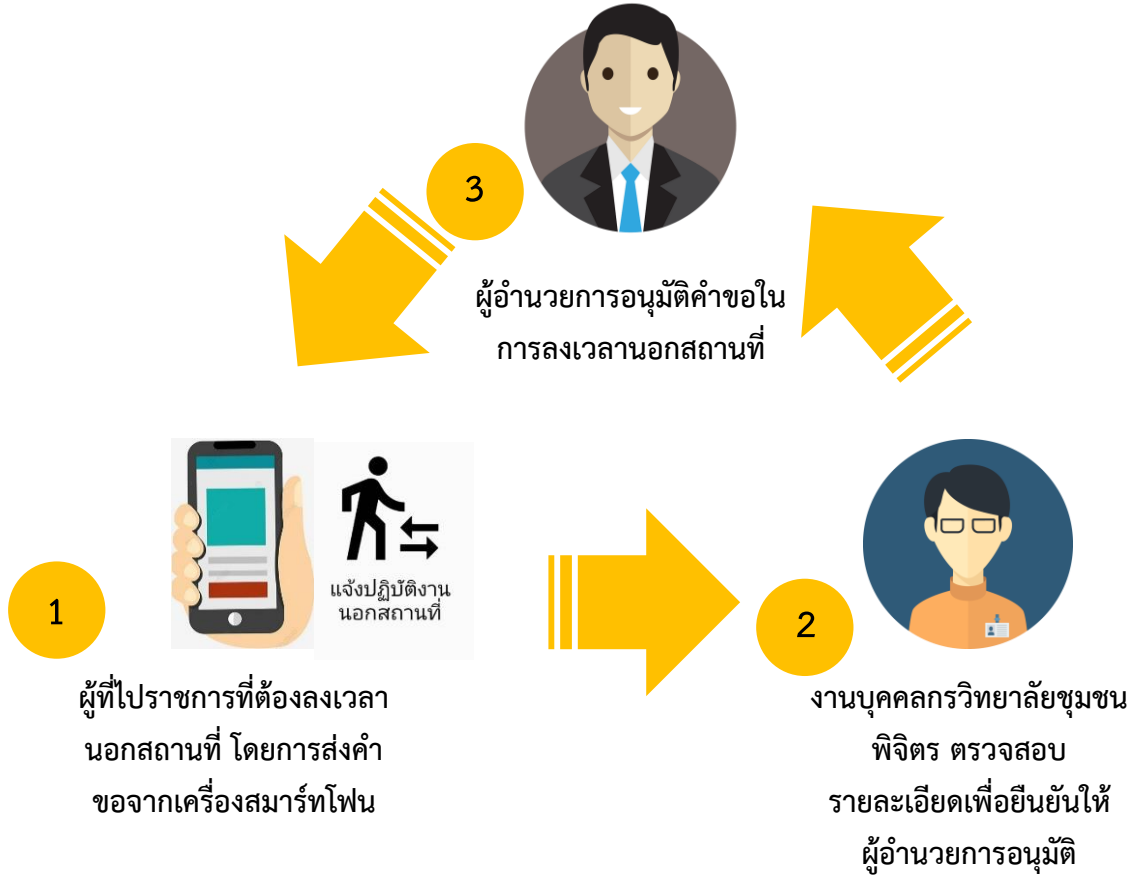 3
ผู้อำนวยการอนุมัติคำขอใน
การลงเวลานอกสถานที่
แจ้งปฏิบัติงาน
นอกสถานที่
1
ผู้ที่ไปราชการที่ต้องลงเวลา
นอกสถานที่ โดยการส่งคำ
ขอจากเครื่องสมาร์ทโฟน
2
งานบุคคลกรวิทยาลัยชุมชน
พิจิตร ตรวจสอบ
รายละเอียดเพื่อยืนยันให้
ผู้อำนวยการอนุมัติ